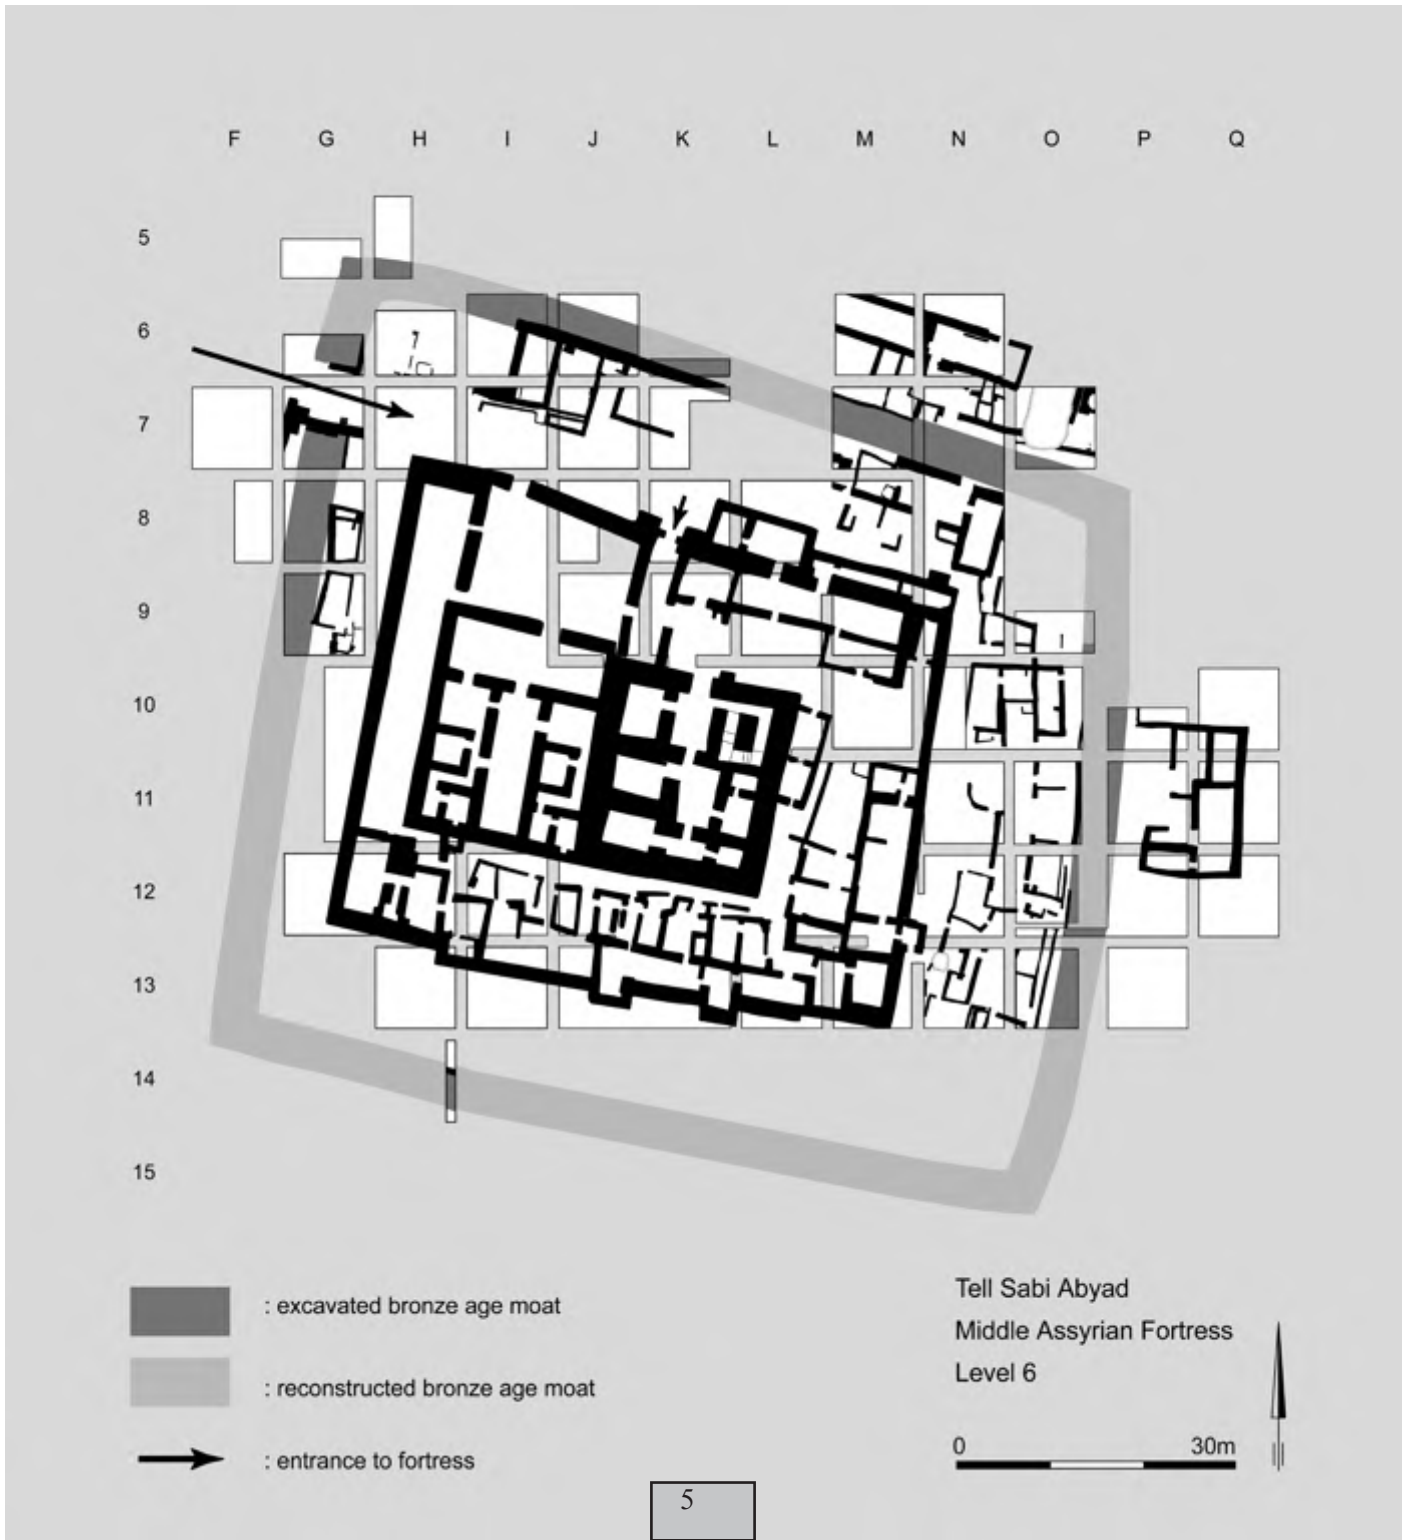 F G H I J K L M N O P Q
5
6
7
8
9
10
11
12
13
14
15
: excavated bronze age moat
: reconstructed bronze age moat
: entrance to fortress
Tell Sabi Abyad
Middle Assyrian Fortress
Level 6
0 30m
5